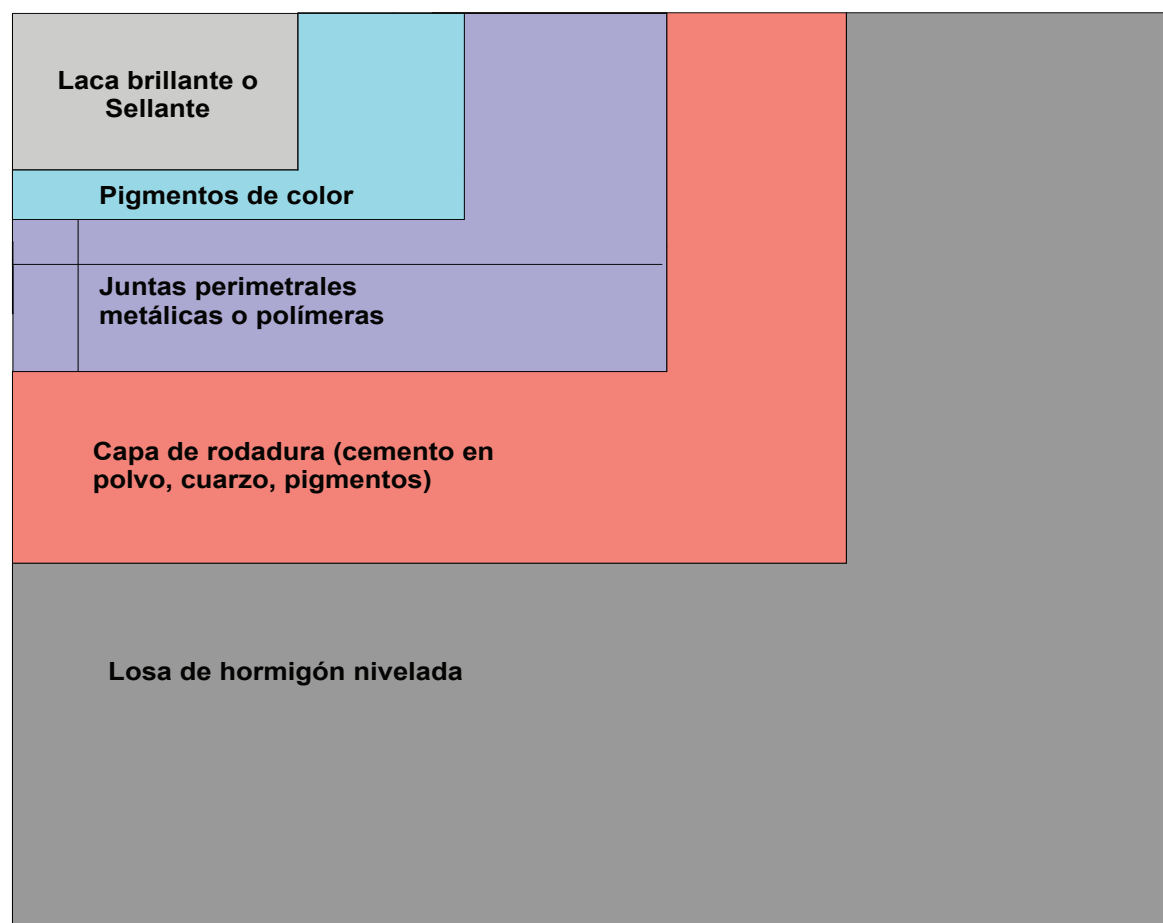 Laca brillante o
Sellante
Pigmentos de color
Juntas perimetrales
metálicas o polímeras
Capa de rodadura (cemento en
polvo, cuarzo, pigmentos)
Losa de hormigón nivelada